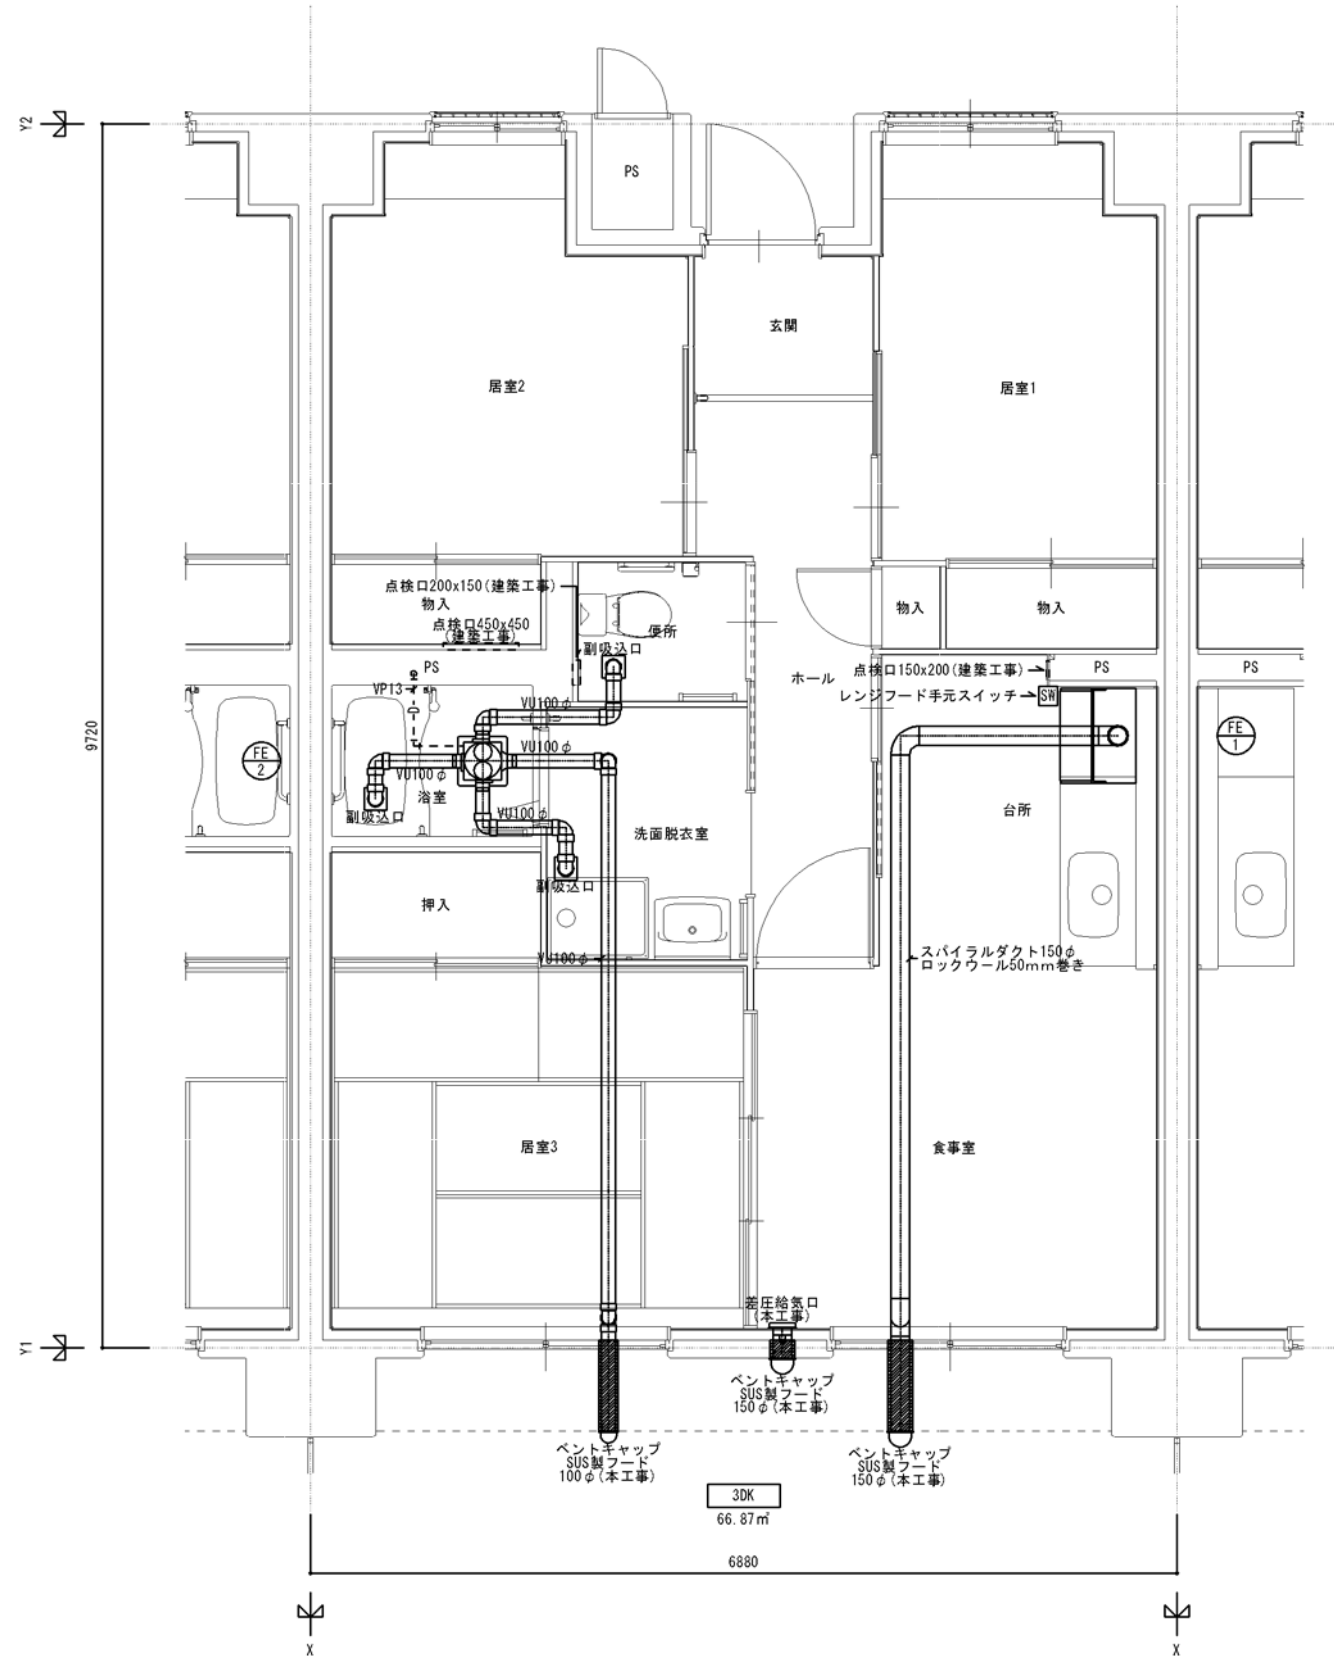 Y2
PS
玄関
居室2
居室1
点検口200x150(建築工事)
物入
点検口450x450
(建築工事)
便所
副吸込口
物入
物入
PS
ホール
点検口150x200(建築工事)
PS
PS
VP13
レンジフード手元スイッチ
SW
VU100φ
9720
FE
2
VU100φ
FE
1
VU100φ
浴室
副吸込口
VU100φ
台所
洗面脱衣室
副吸込口
押入
VU100φ
スパイラルダクト150φ
ロックウール50mm巻き
居室3
食事室
差圧給気口
(本工事)
Y1
ベントキャップ
SUS製フード
150φ(本工事)
ベントキャップ
SUS製フード
100φ(本工事)
ベントキャップ
SUS製フード
150φ(本工事)
3DK
66.87㎡
6880
X
X